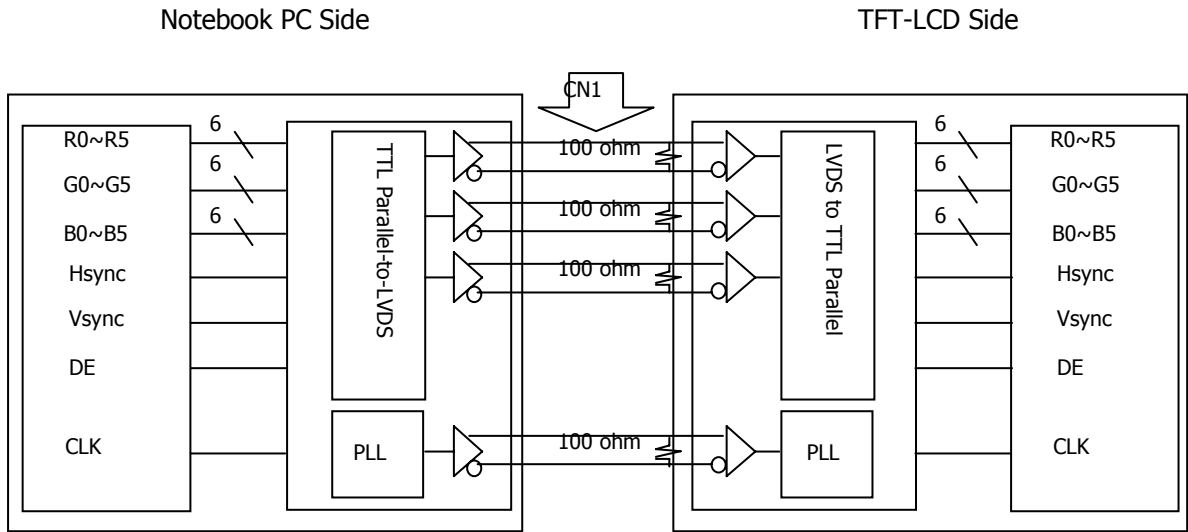 Notebook PC Side
TFT-LCD Side
CN1
R0~R5
6
G0~G5
6
B0~B5
6
Hsync
Vsync
DE
CLK
TTL Parallel-to-LVDS
PLL
100 ohm
100 ohm
100 ohm
100 ohm
LVDS to TTL Parallel
PLL
6
R0~R5
6
G0~G5
6
B0~B5
Hsync
Vsync
DE
CLK